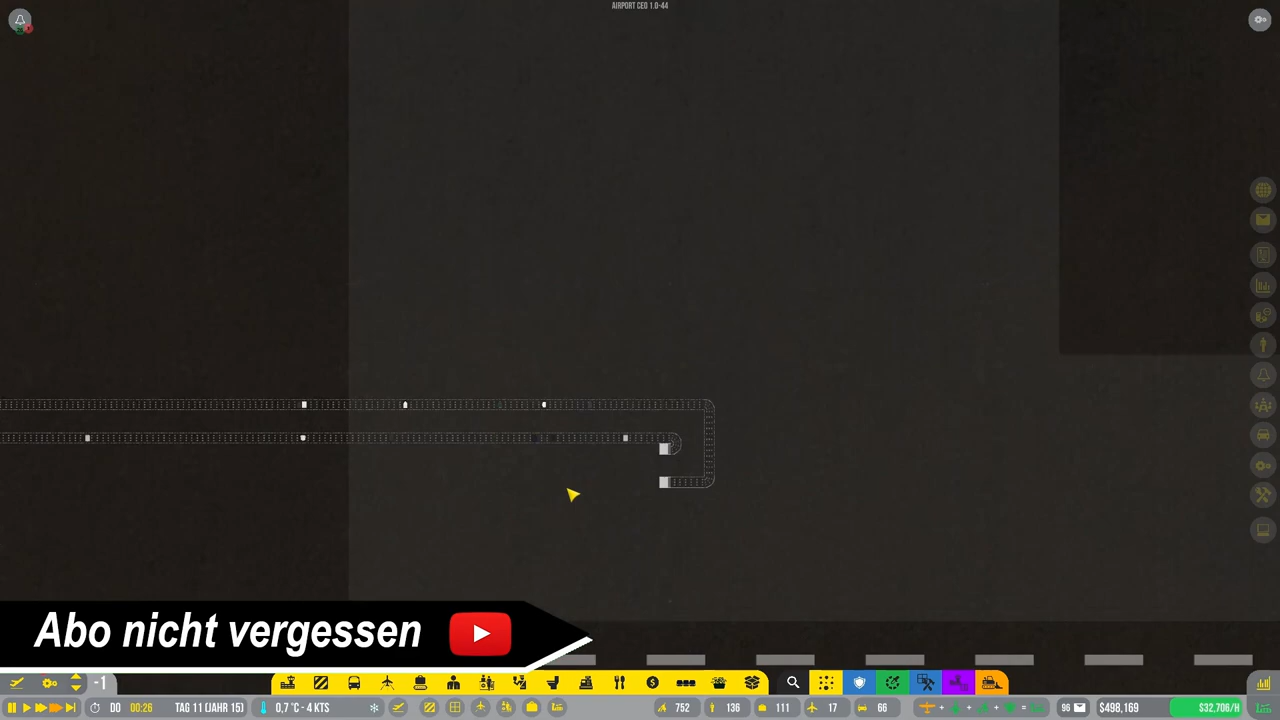 AIRPORT CEO 1.0-44
Abo nicht vergessen
-1
DO 00:26 TAG 11 (JAHR 15) 0,7 °C - 4 KTS 752 136 111 17 66 96 $498,169 $32,706/H